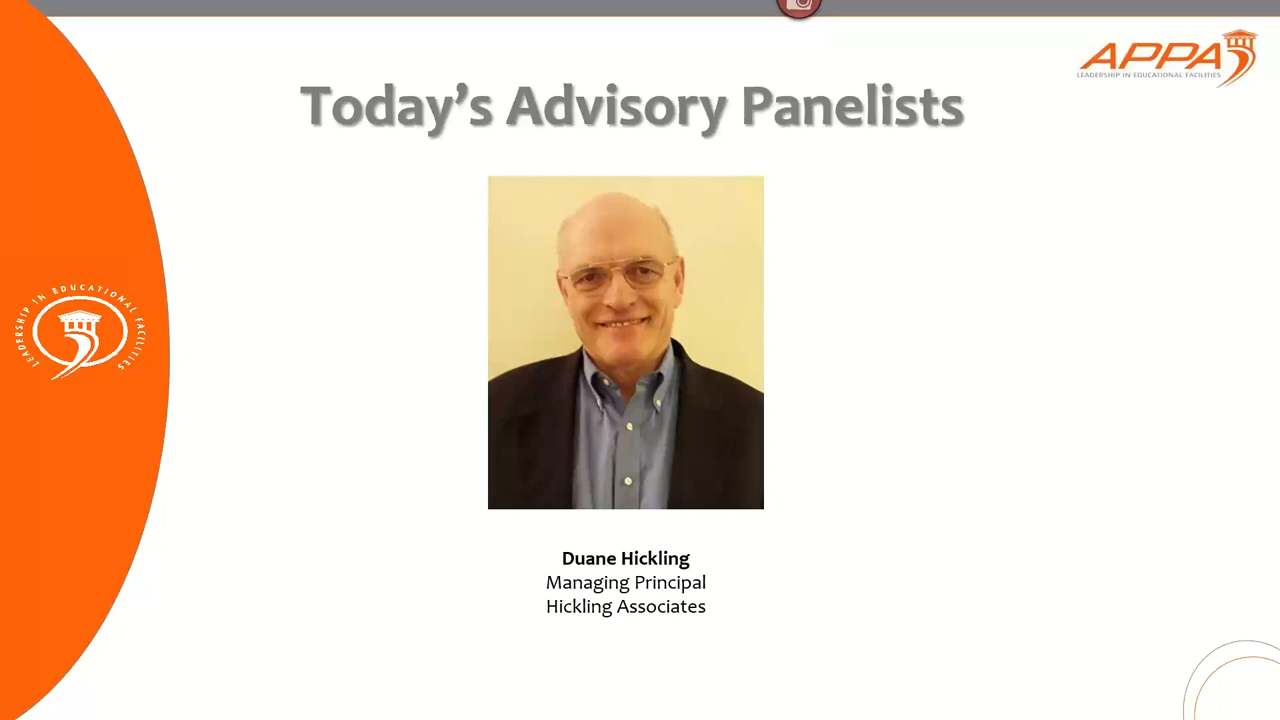 APPA
LEADERSHIP IN EDUCATIONAL FACILITIES
Today's Advisory Panelists
LEADERSHIP IN EDUCATIONAL FACILITIES
Duane Hickling
Managing Principal
Hickling Associates